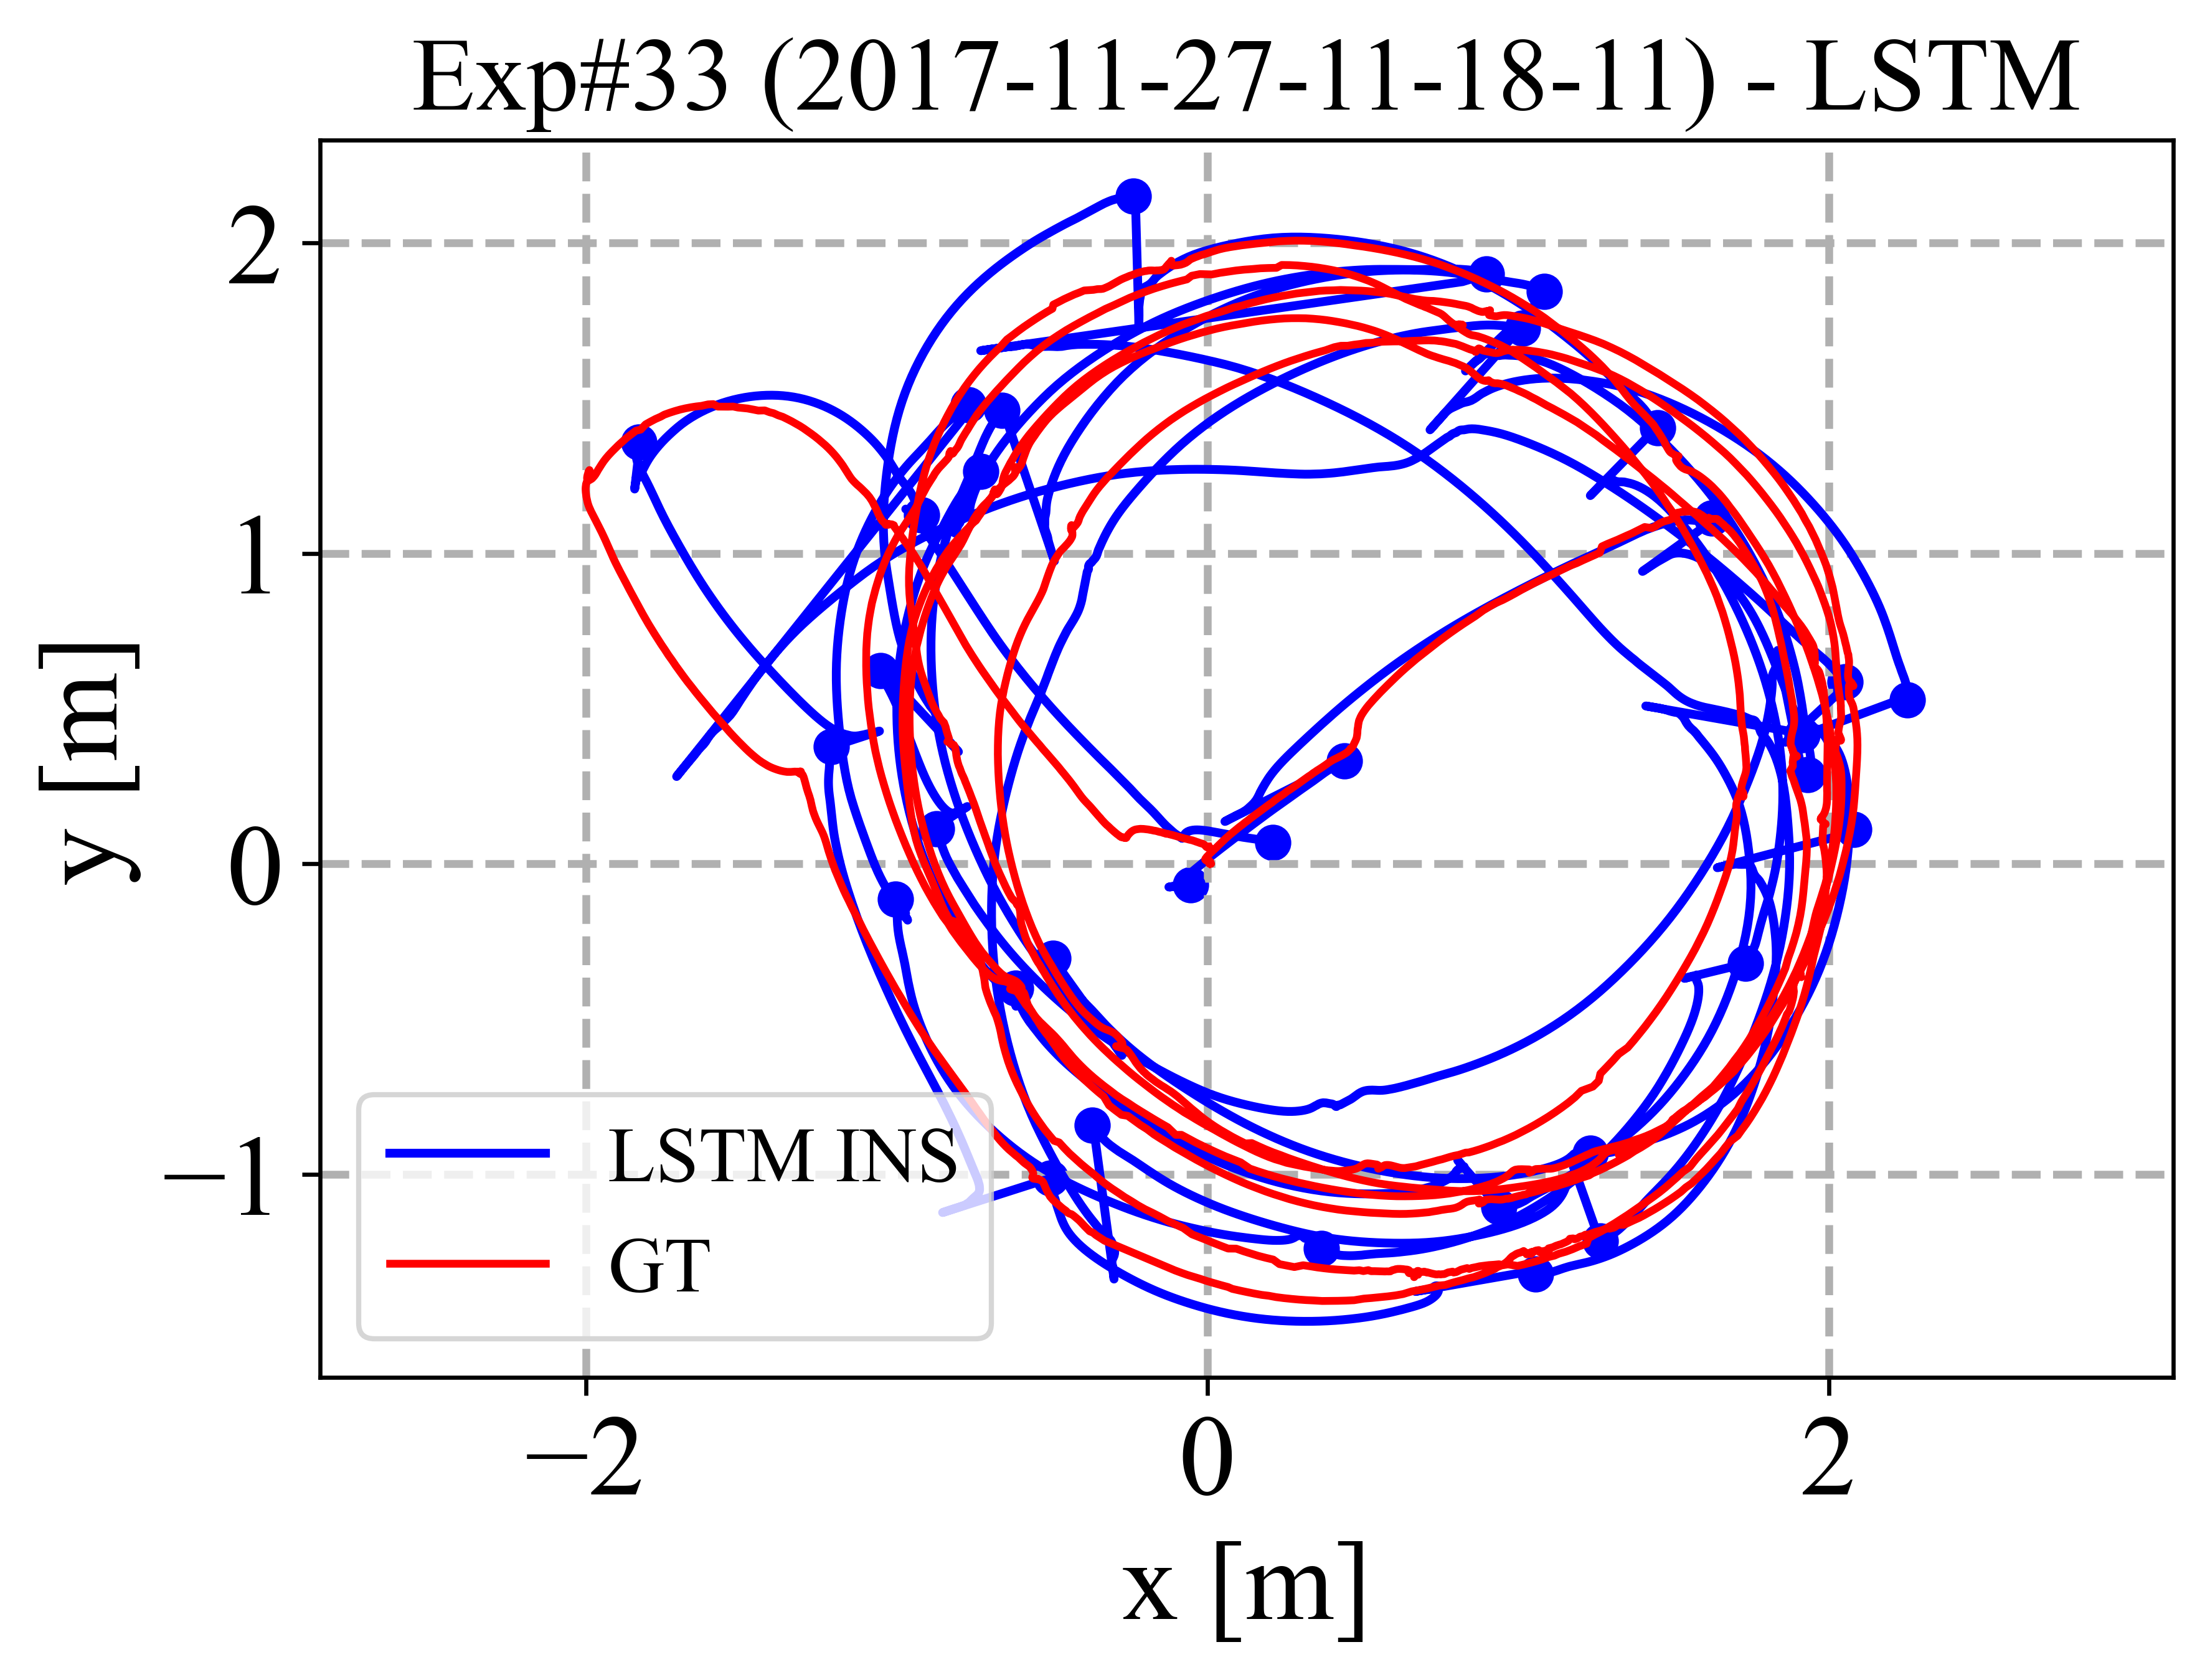 Exp#33 (2017-11-27-11-18-11) - LSTM
2
1
0
−1
y [m]
LSTM INS
GT
−2
0
2
x [m]